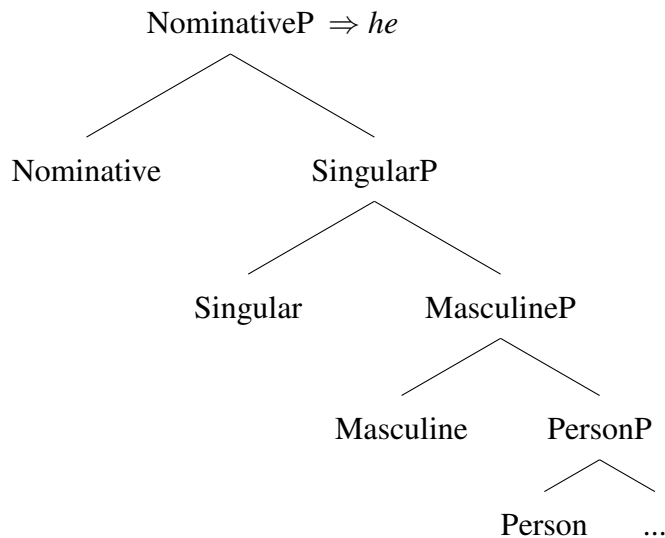 NominativeP ⇒ he
Nominative SingularP
Singular MasculineP
Masculine PersonP
Person ...